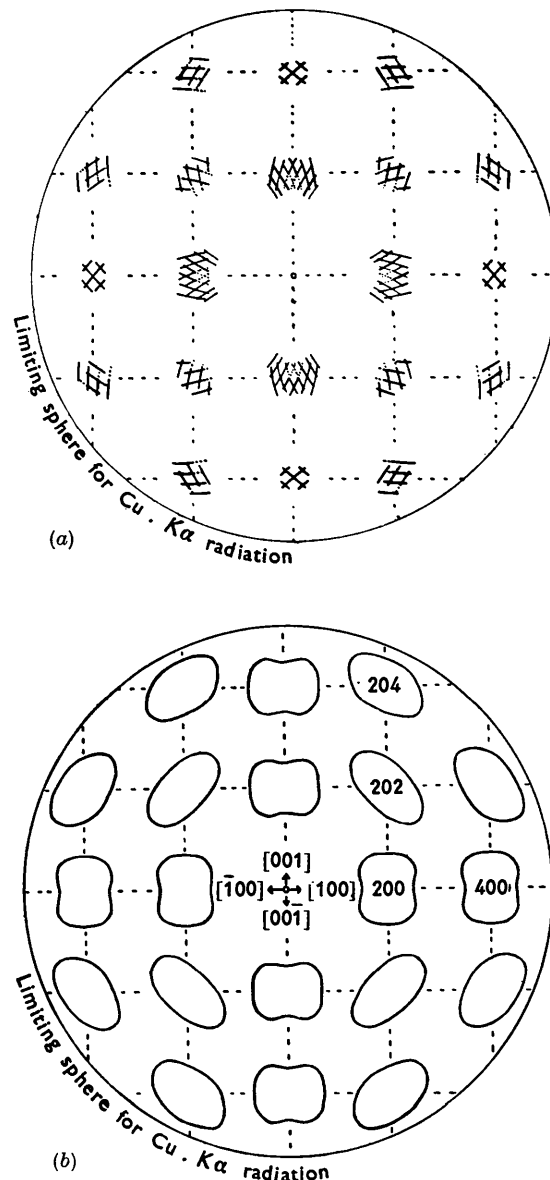 Limiting sphere for Cu . Kα radiation
(a)
204
202
[001]
[1̄00] [100] 200 400
[001̄]
Limiting sphere for Cu . Kα radiation
(b)